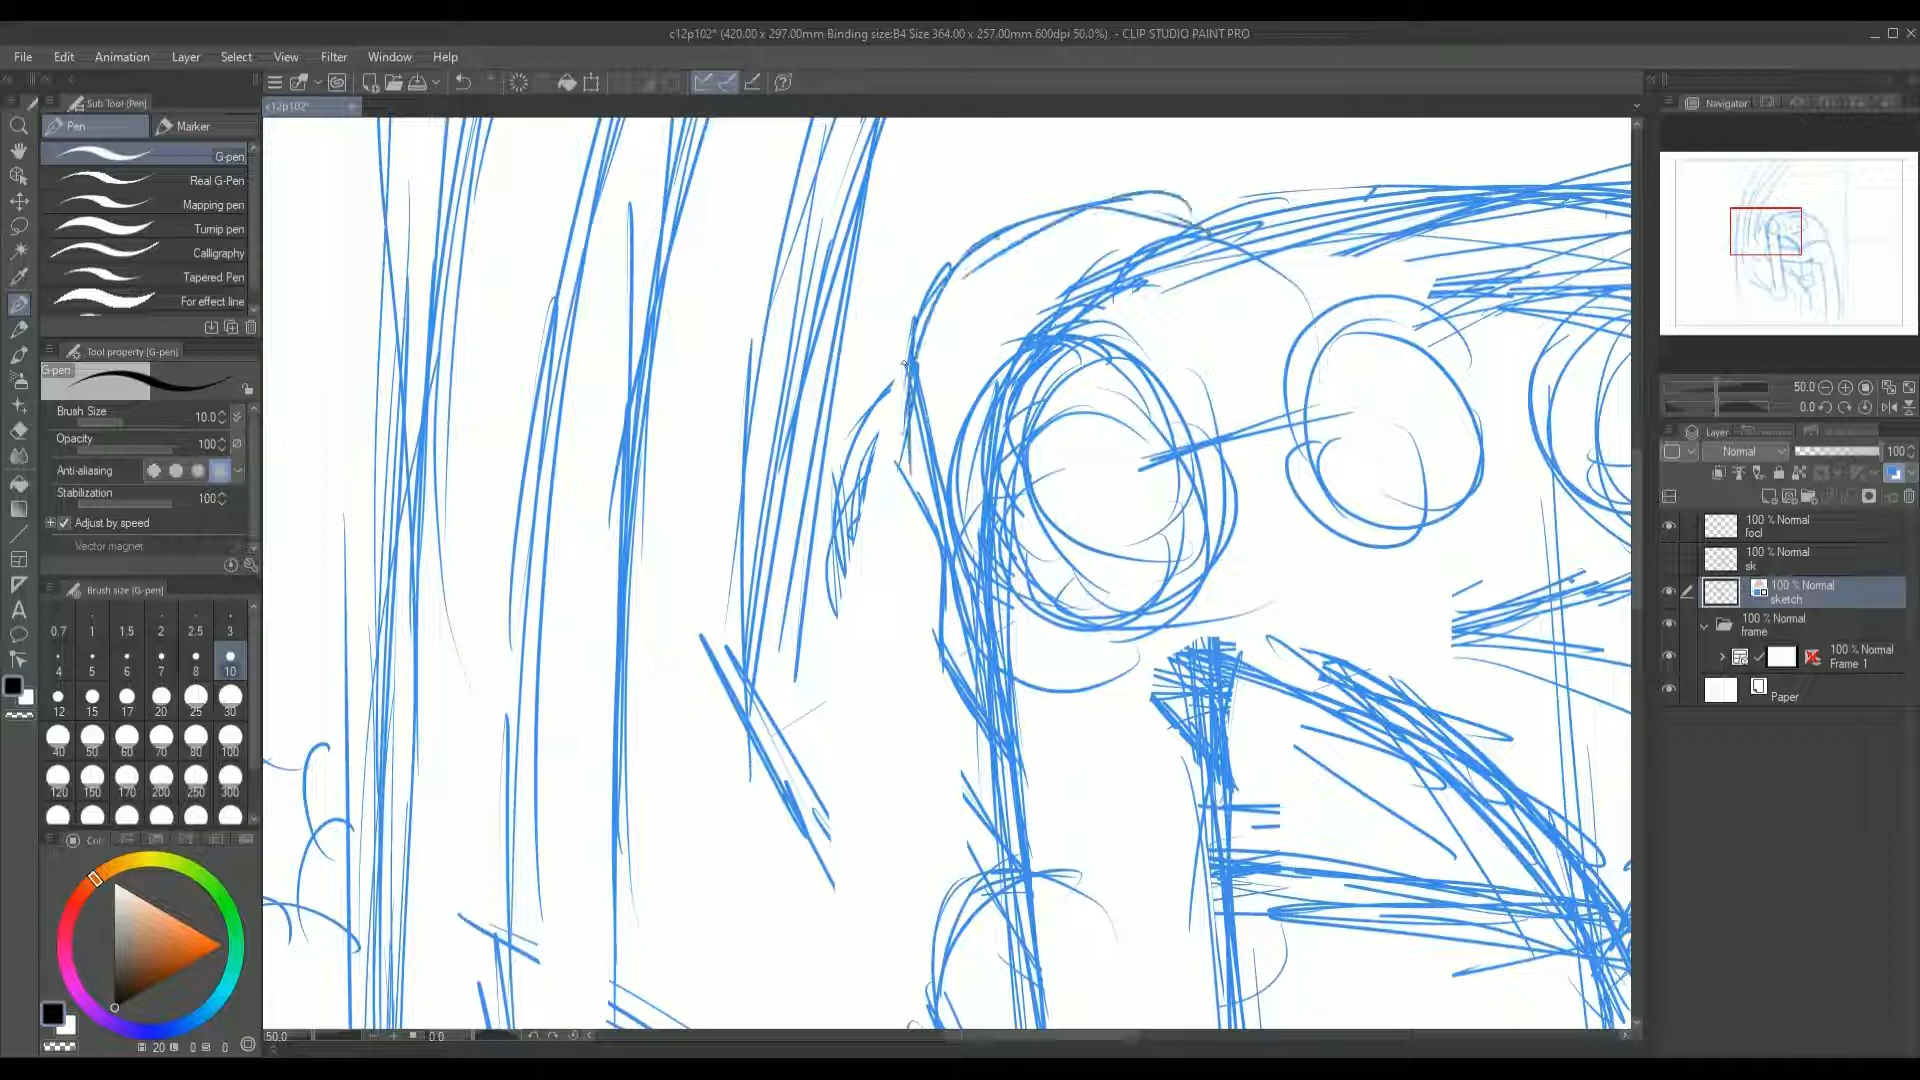 c12p102* (420.00 x 297.00mm Binding size:B4 Size 364.00 x 257.00mm 600dpi 50.0%) - CLIP STUDIO PAINT PRO
File Edit Animation Layer Select View Filter Window Help
Sub Tool [Pen]
c12p102*
Navigator
Pen Marker
G-pen
Real G-Pen
Mapping pen
Turnip pen
Calligraphy
Tapered Pen
For effect line
Tool property [G-pen]
G-pen
Brush Size 10.0
Opacity 100
Anti-aliasing
Stabilization 100
Adjust by speed
Vector magnet
Brush size [G-pen]
0.7 1 1.5 2 2.5 3
4 5 6 7 8 10
12 15 17 20 25 30
40 50 60 70 80 100
120 150 170 200 250 300
Col
20 0 0
50.0 0.0
50.0
0.0
Layer
Normal 100
100 % Normal
focl
100 % Normal
sk
100 % Normal
sketch
100 % Normal
frame
100 % Normal
Frame 1
Paper